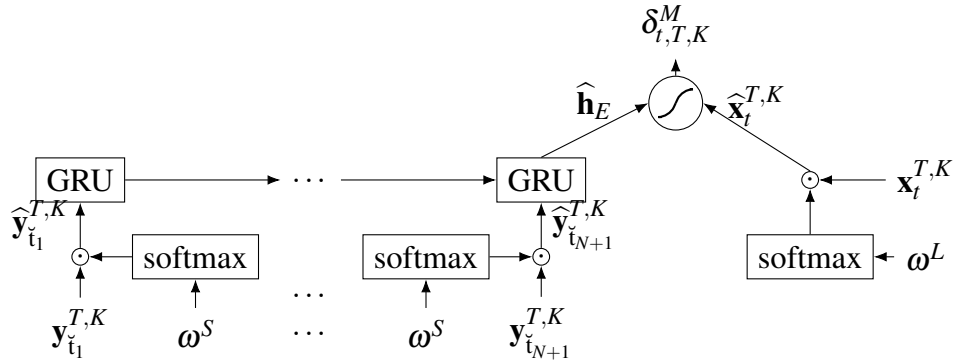 δ^M_{t,T,K}
ĥ_E
x̂^{T,K}_t
GRU
···
GRU
x^{T,K}_t
ŷ^{T,K}_{ť_1}
ŷ^{T,K}_{ť_{N+1}}
softmax
softmax
softmax
ω^L
···
y^{T,K}_{ť_1}
ω^S
···
ω^S
y^{T,K}_{ť_{N+1}}